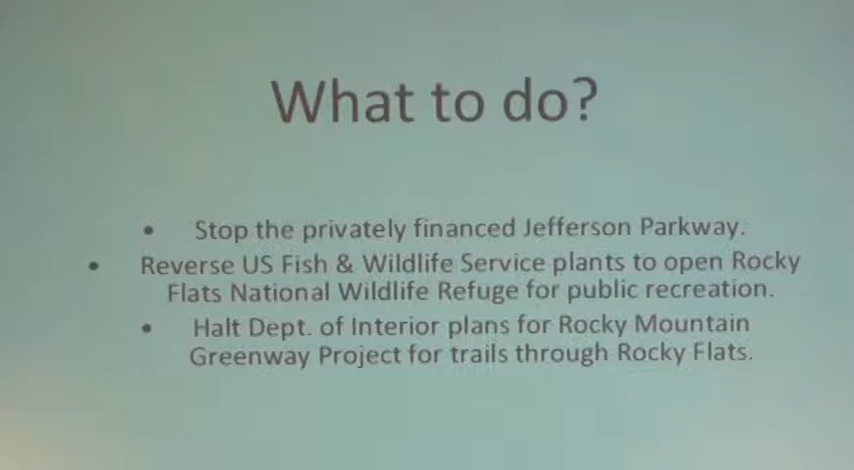 What to do?
• Stop the privately financed Jefferson Parkway.
• Reverse US Fish & Wildlife Service plants to open Rocky
Flats National Wildlife Refuge for public recreation.
• Halt Dept. of Interior plans for Rocky Mountain
Greenway Project for trails through Rocky Flats.